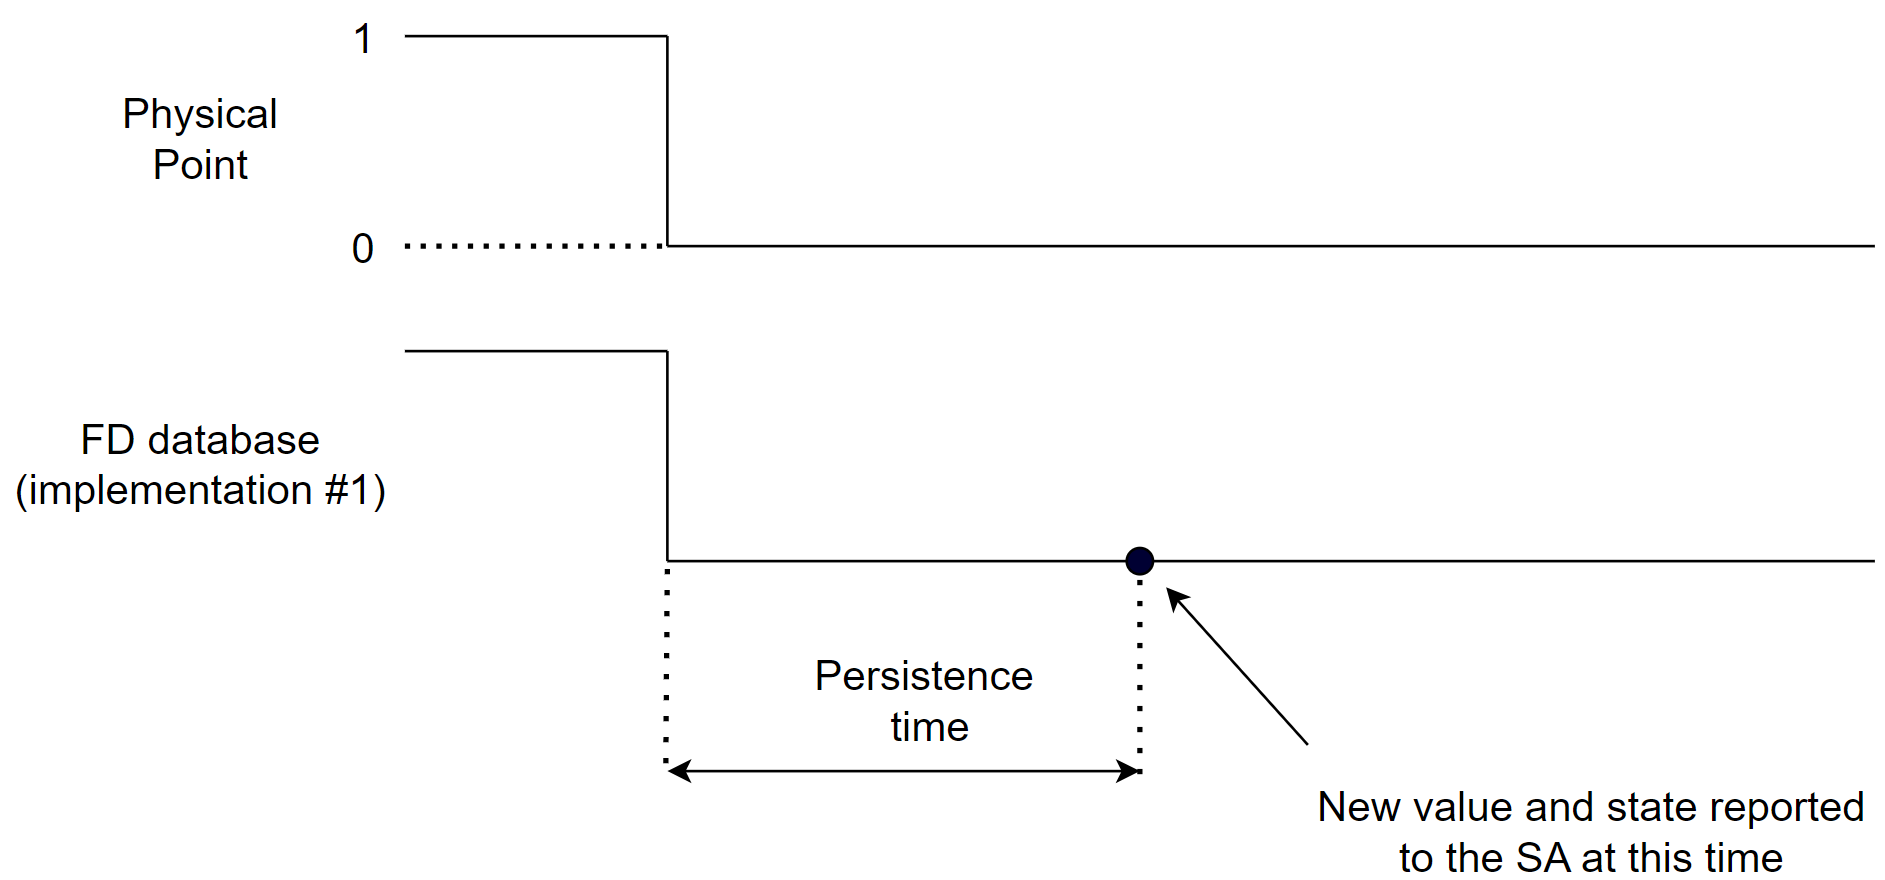 1
Physical
Point
0
FD database
(implementation #1)
Persistence
time
New value and state reported
to the SA at this time